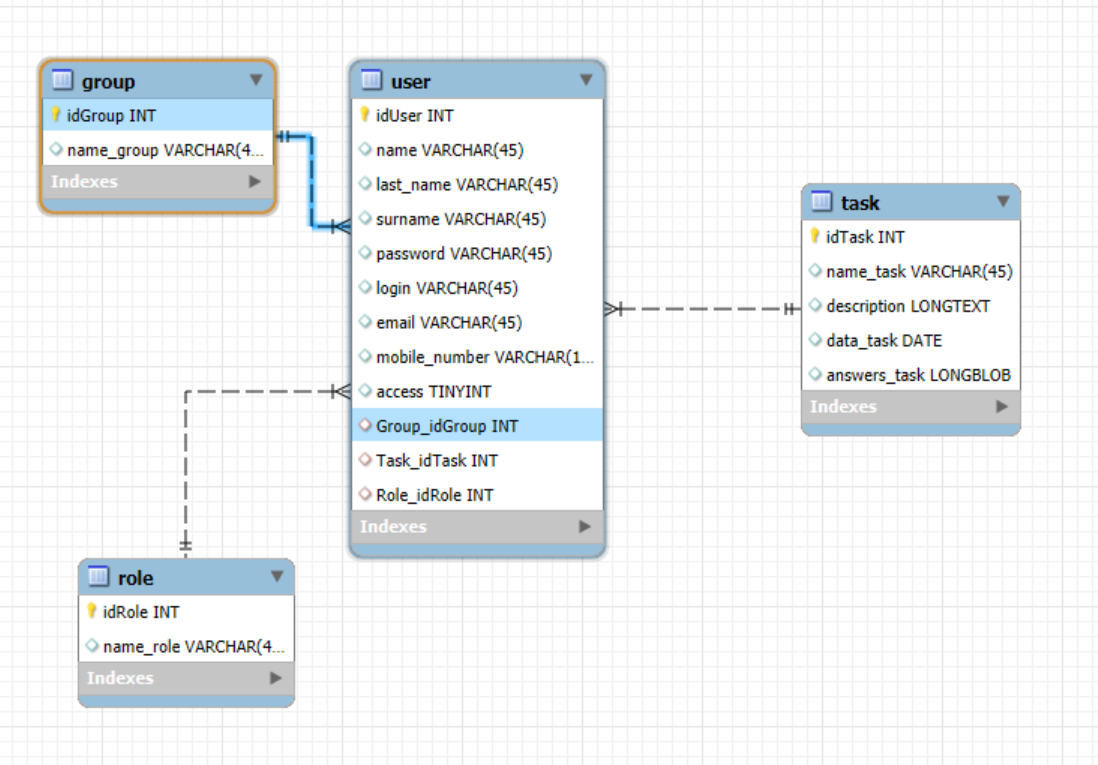 group
idGroup INT
name_group VARCHAR(4...
Indexes
user
idUser INT
name VARCHAR(45)
last_name VARCHAR(45)
surname VARCHAR(45)
password VARCHAR(45)
login VARCHAR(45)
email VARCHAR(45)
mobile_number VARCHAR(1...
access TINYINT
Group_idGroup INT
Task_idTask INT
Role_idRole INT
Indexes
task
idTask INT
name_task VARCHAR(45)
description LONGTEXT
data_task DATE
answers_task LONGBLOB
Indexes
role
idRole INT
name_role VARCHAR(4...
Indexes